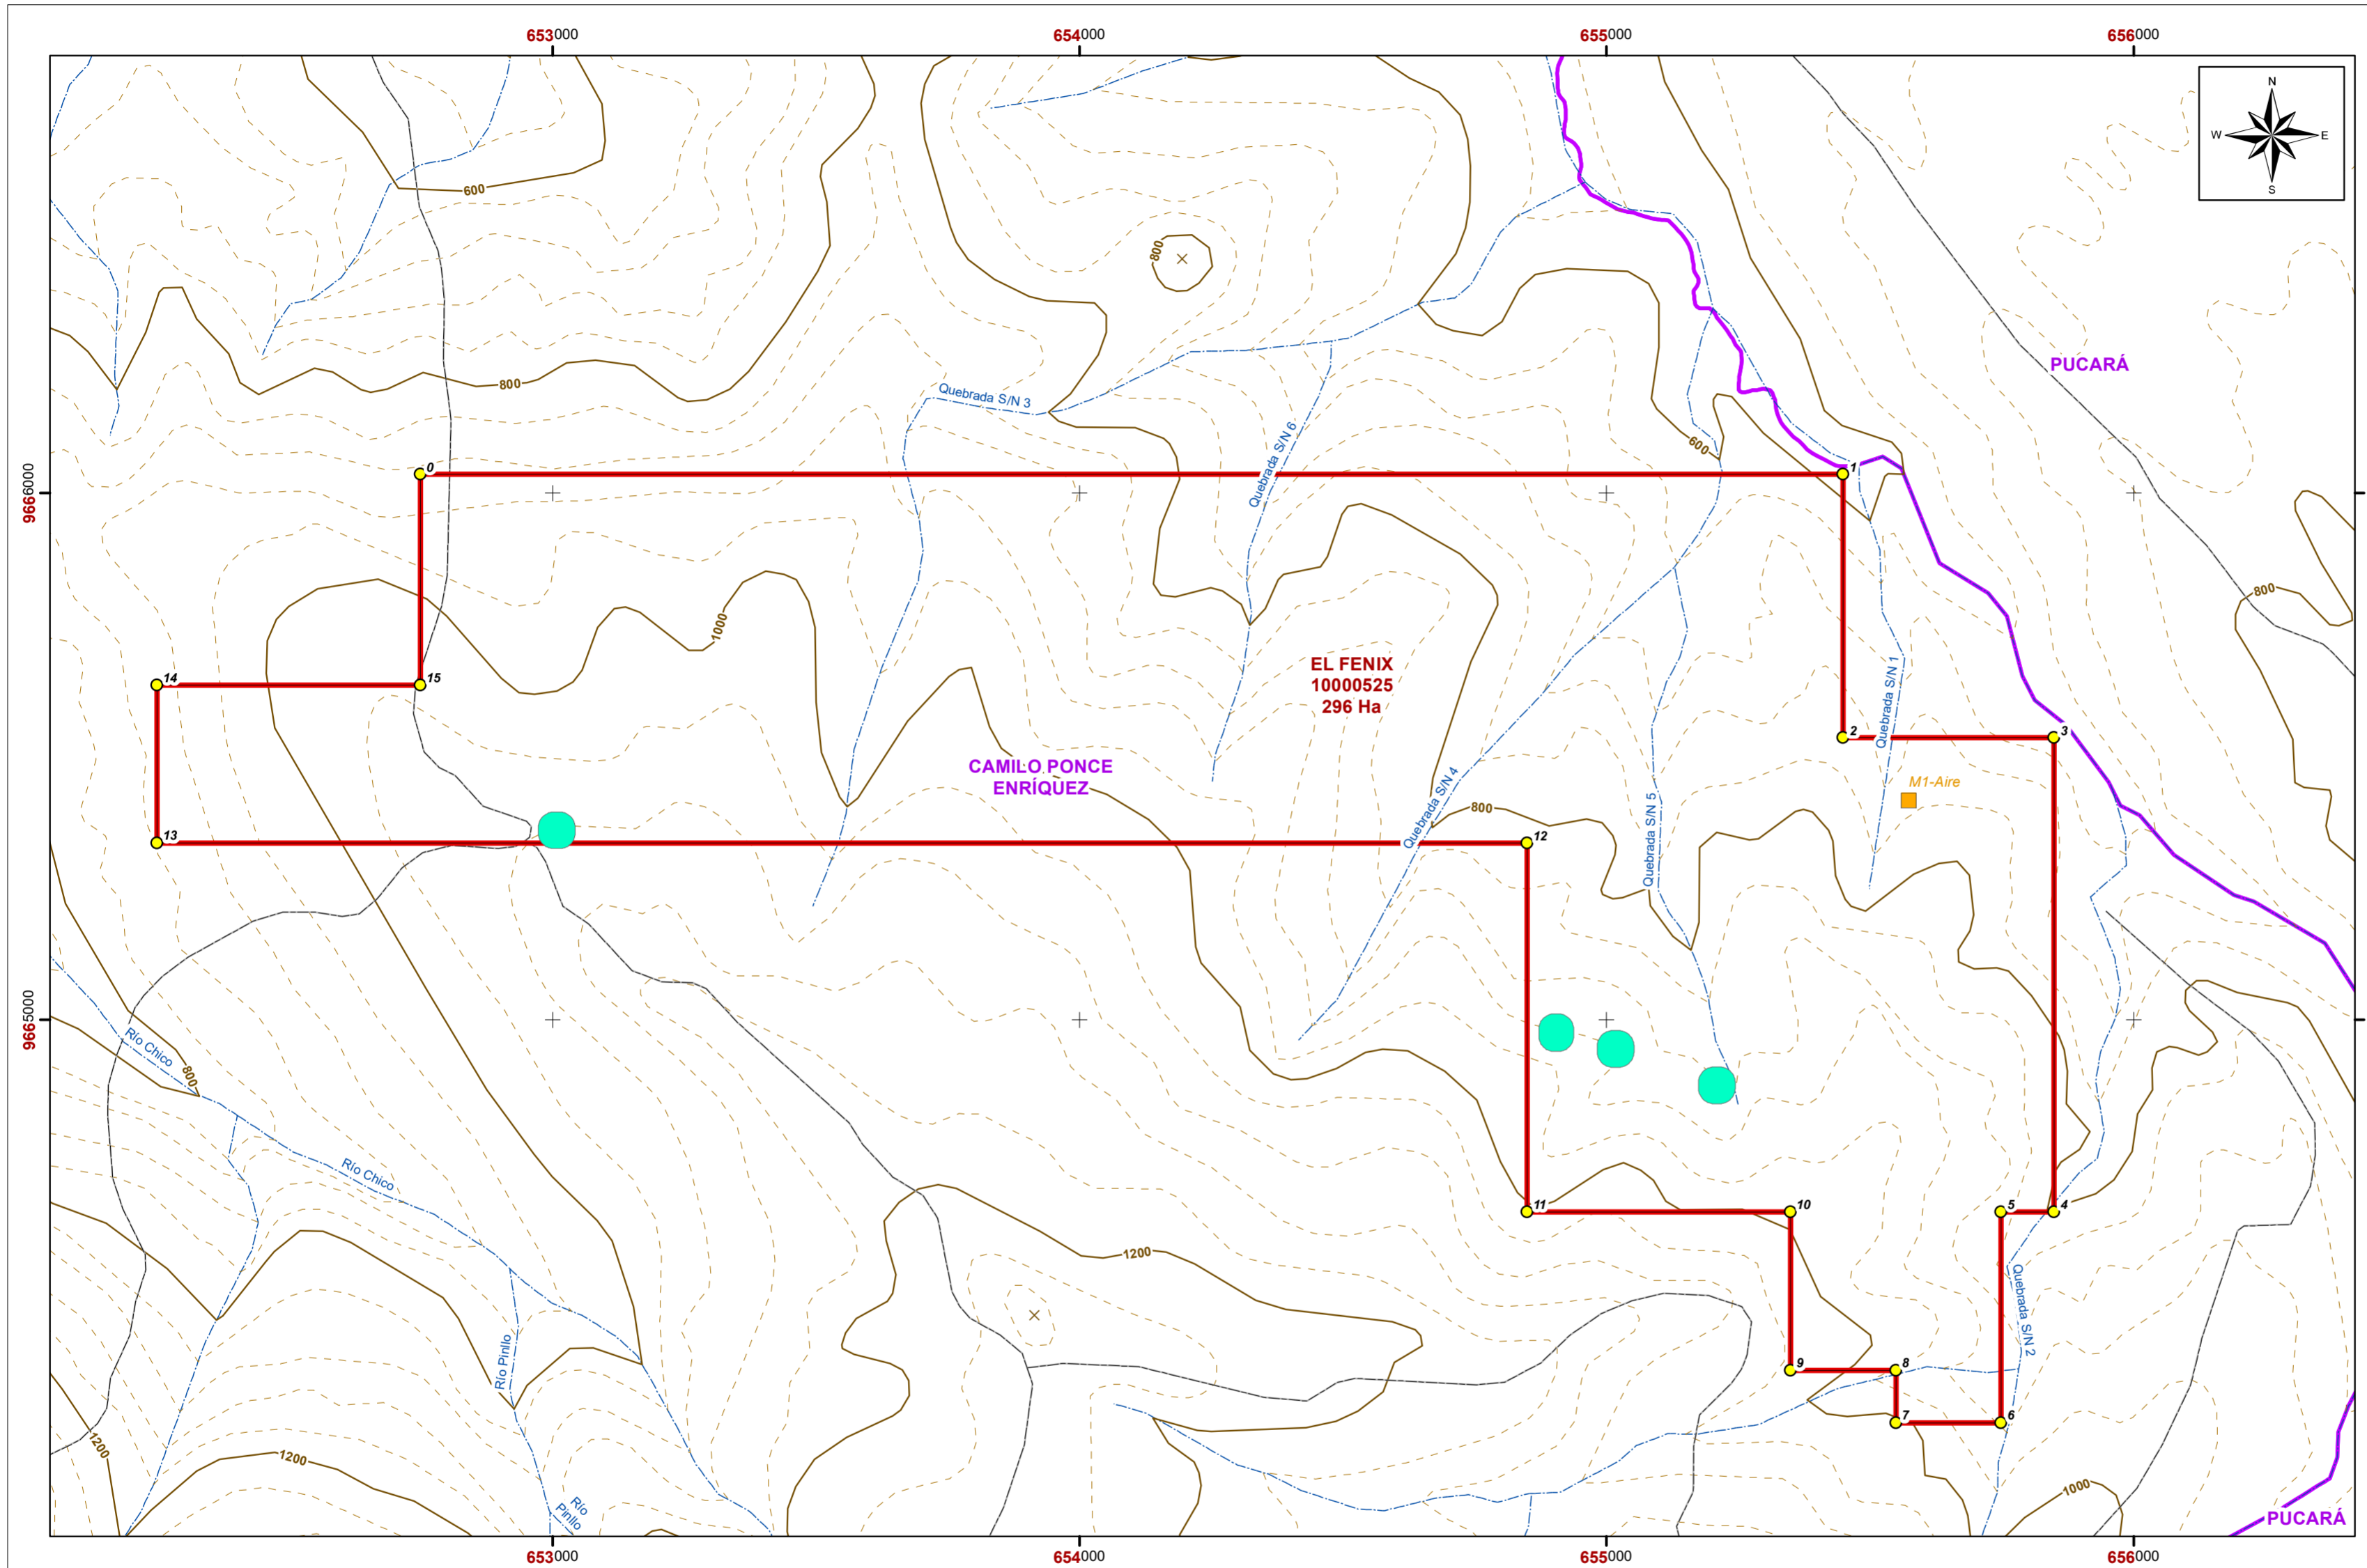 653000
654000
655000
656000
N
W
E
S
600
800
PUCARÁ
800
Quebrada S/N 3
Quebrada S/N 6
600
0
1
9666000
800
1000
EL FENIX
10000525
296 Ha
14
15
Quebrada S/N 1
2
3
CAMILO PONCE
ENRÍQUEZ
M1-Aire
Quebrada S/N 4
800
Quebrada S/N 5
13
12
9665000
Río Chico
800
Río Chico
11
10
5
4
1200
Quebrada S/N 2
Río Pinllo
9
8
7
6
1200
1200
1000
Río
Pinllo
PUCARÁ
653000
654000
655000
656000